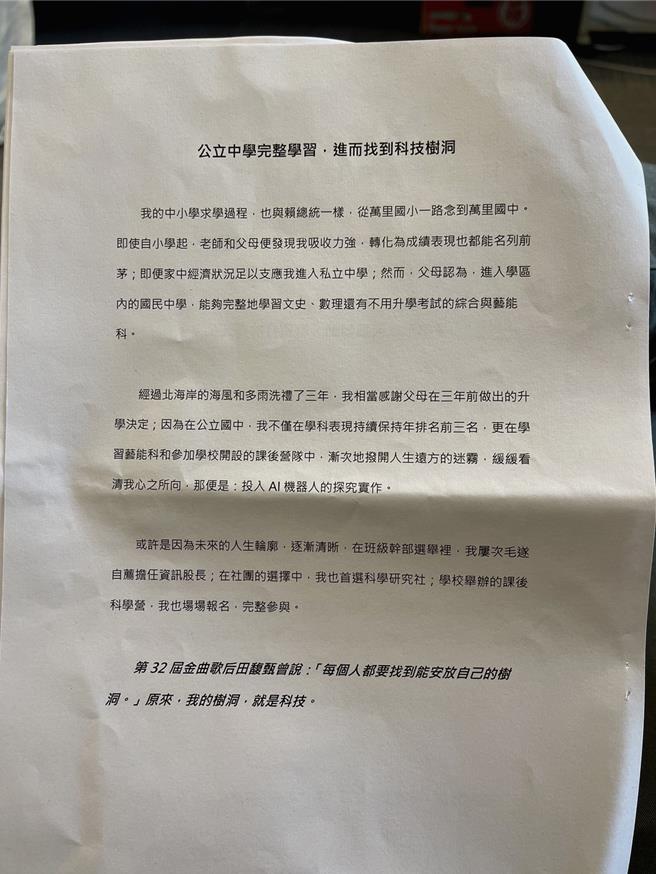 公立中學完整學習，進而找到科技樹洞
我的中小學求學過程，也與賴總統一樣，從萬里國小一路念到萬里國中。
即使自小學起，老師和父母便發現我吸收力強，轉化為成績表現也都能名列前
茅；即便家中經濟狀況足以支應我進入私立中學；然而，父母認為，進入學區
內的國民中學，能夠完整地學習文史、數理還有不用升學考試的綜合與藝能
科。
經過北海岸的海風和多雨洗禮了三年，我相當感謝父母在三年前做出的升
學決定；因為在公立國中，我不僅在學科表現持續保持年排名前三名，更在學
習藝能科和參加學校開設的課後營隊中，漸次地撥開人生遠方的迷霧，緩緩看
清我心之所向，那便是：投入 AI 機器人的探究實作。
或許是因為未來的人生輪廓，逐漸清晰，在班級幹部選舉裡，我屢次毛遂
自薦擔任資訊股長；在社團的選擇中，我也首選科學研究社；學校舉辦的課後
科學營，我也場場報名，完整參與。
第 32 屆金曲歌后田馥甄曾說：「每個人都要找到能安放自己的樹
洞。」原來，我的樹洞，就是科技。